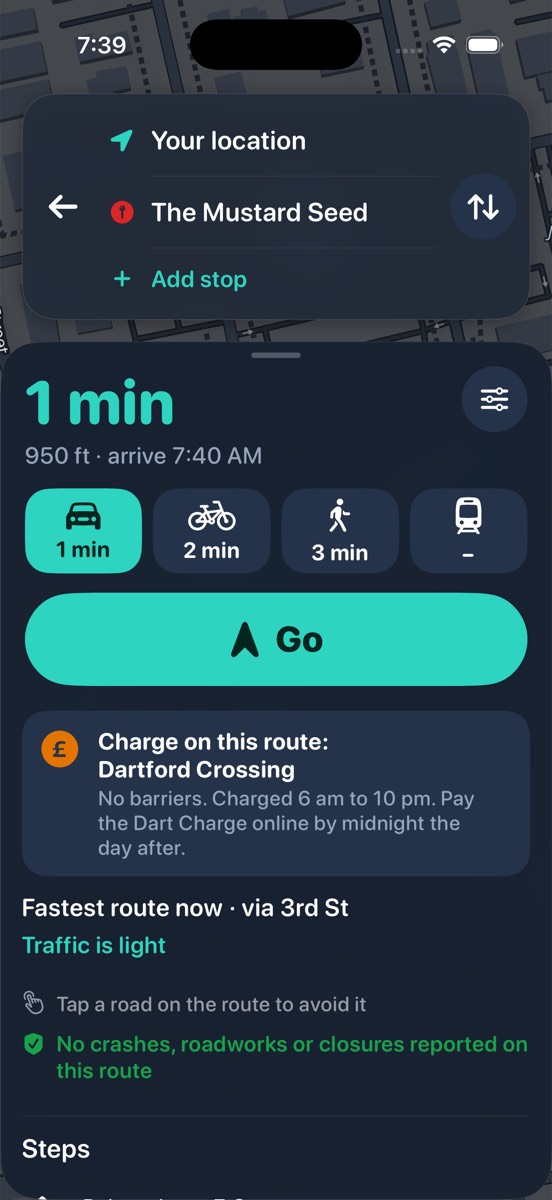 7:39
Your location
The Mustard Seed
Add stop
1 min
950 ft · arrive 7:40 AM
1 min
2 min
3 min
–
Go
£
Charge on this route:
Dartford Crossing
No barriers. Charged 6 am to 10 pm. Pay
the Dart Charge online by midnight the
day after.
Fastest route now · via 3rd St
Traffic is light
Tap a road on the route to avoid it
No crashes, roadworks or closures reported on
this route
Steps